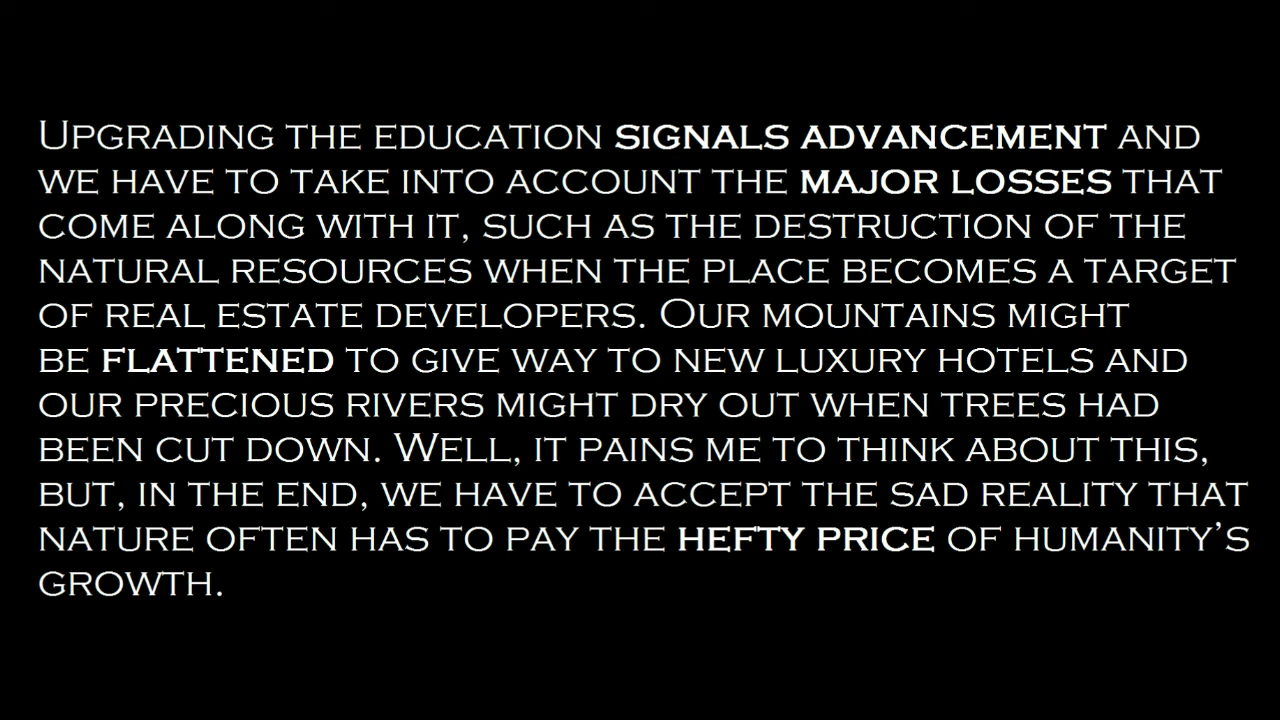 Upgrading the education signals advancement and
we have to take into account the major losses that
come along with it, such as the destruction of the
natural resources when the place becomes a target
of real estate developers. Our mountains might
be flattened to give way to new luxury hotels and
our precious rivers might dry out when trees had
been cut down. Well, it pains me to think about this,
but, in the end, we have to accept the sad reality that
nature often has to pay the hefty price of humanity’s
growth.